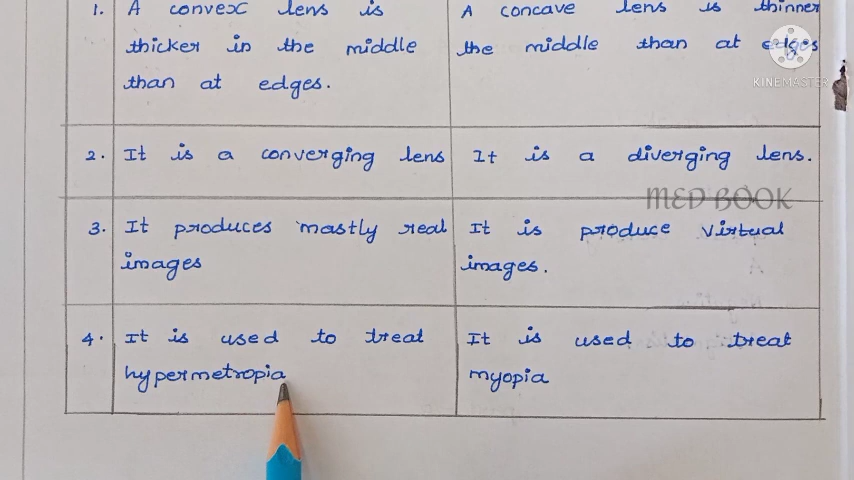 1. A convex lens is
thicker in the middle
than at edges.
A concave lens is thinner
the middle than at edges
KINEMASTER
2. It is a converging lens
It is a diverging lens.
MED BOOK
3. It produces mastly real
images
It is produce virtual
images.
4. It is used to treat
hypermetropia
It is used to treat
myopia